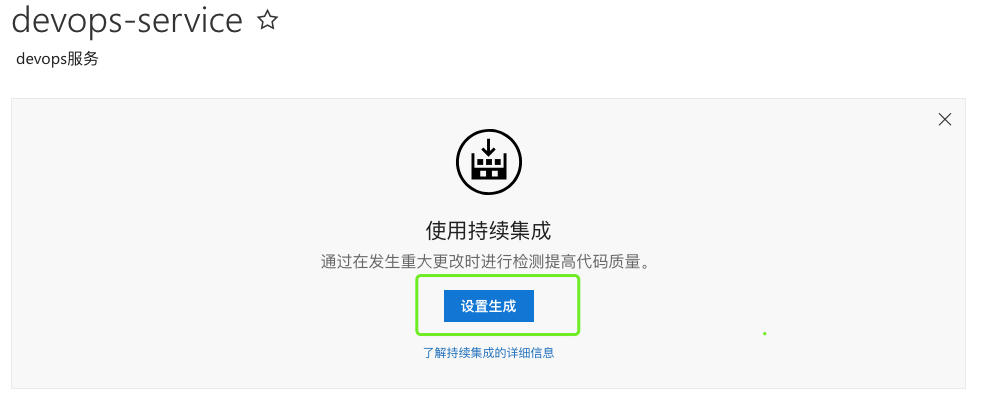 devops-service
devops服务
使用持续集成
通过在发生重大更改时进行检测提高代码质量。
设置生成
了解持续集成的详细信息